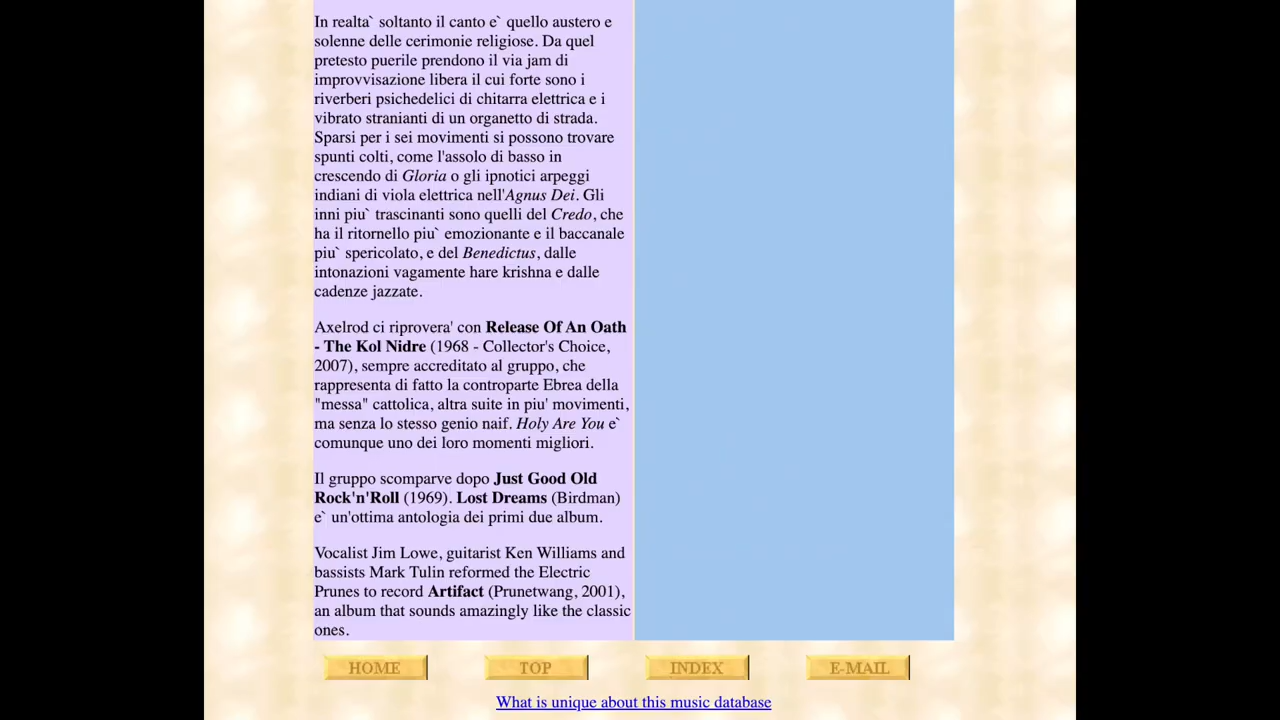 In realta` soltanto il canto e` quello austero e
solenne delle cerimonie religiose. Da quel
pretesto puerile prendono il via jam di
improvvisazione libera il cui forte sono i
riverberi psichedelici di chitarra elettrica e i
vibrato stranianti di un organetto di strada.
Sparsi per i sei movimenti si possono trovare
spunti colti, come l'assolo di basso in
crescendo di Gloria o gli ipnotici arpeggi
indiani di viola elettrica nell'Agnus Dei. Gli
inni piu` trascinanti sono quelli del Credo, che
ha il ritornello piu` emozionante e il baccanale
piu` spericolato, e del Benedictus, dalle
intonazioni vagamente hare krishna e dalle
cadenze jazzate.
Axelrod ci riprovera' con Release Of An Oath
- The Kol Nidre (1968 - Collector's Choice,
2007), sempre accreditato al gruppo, che
rappresenta di fatto la controparte Ebrea della
"messa" cattolica, altra suite in piu' movimenti,
ma senza lo stesso genio naif. Holy Are You e`
comunque uno dei loro momenti migliori.
Il gruppo scomparve dopo Just Good Old
Rock'n'Roll (1969). Lost Dreams (Birdman)
e` un'ottima antologia dei primi due album.
Vocalist Jim Lowe, guitarist Ken Williams and
bassists Mark Tulin reformed the Electric
Prunes to record Artifact (Prunetwang, 2001),
an album that sounds amazingly like the classic
ones.
HOME TOP INDEX E-MAIL
What is unique about this music database